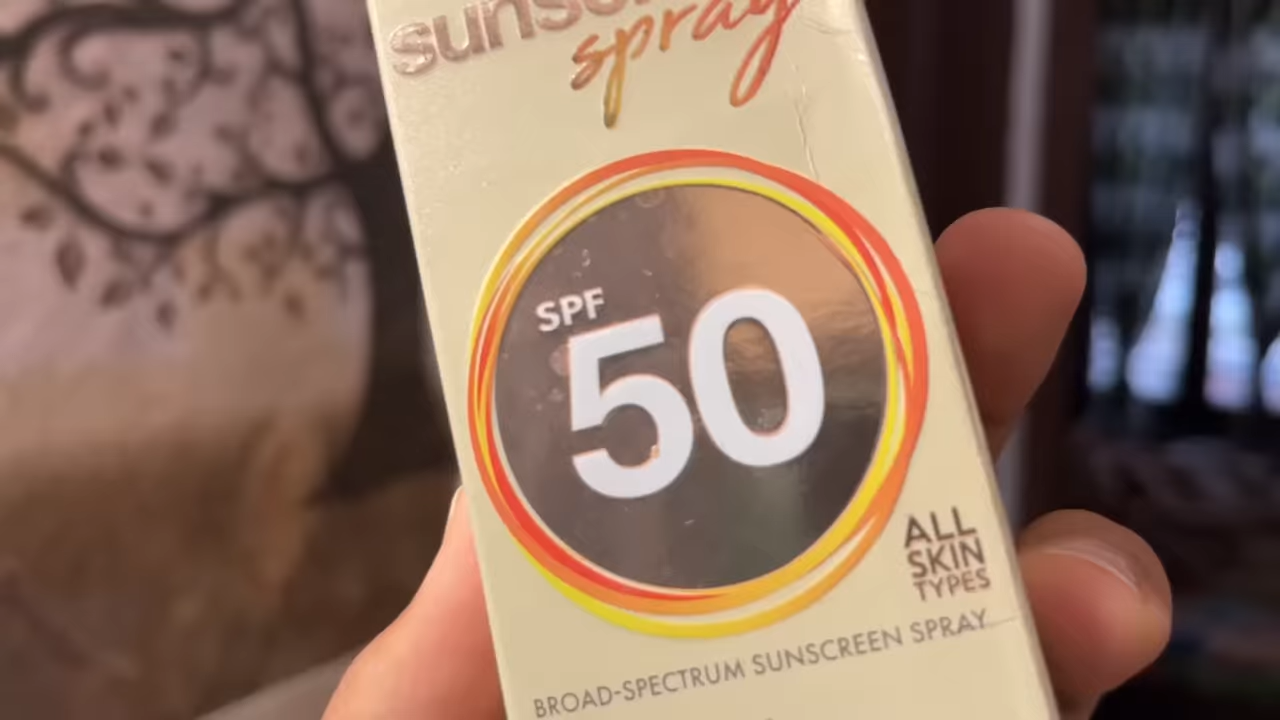 spray
SPF
50
ALL
SKIN
TYPES
BROAD-SPECTRUM SUNSCREEN SPRAY